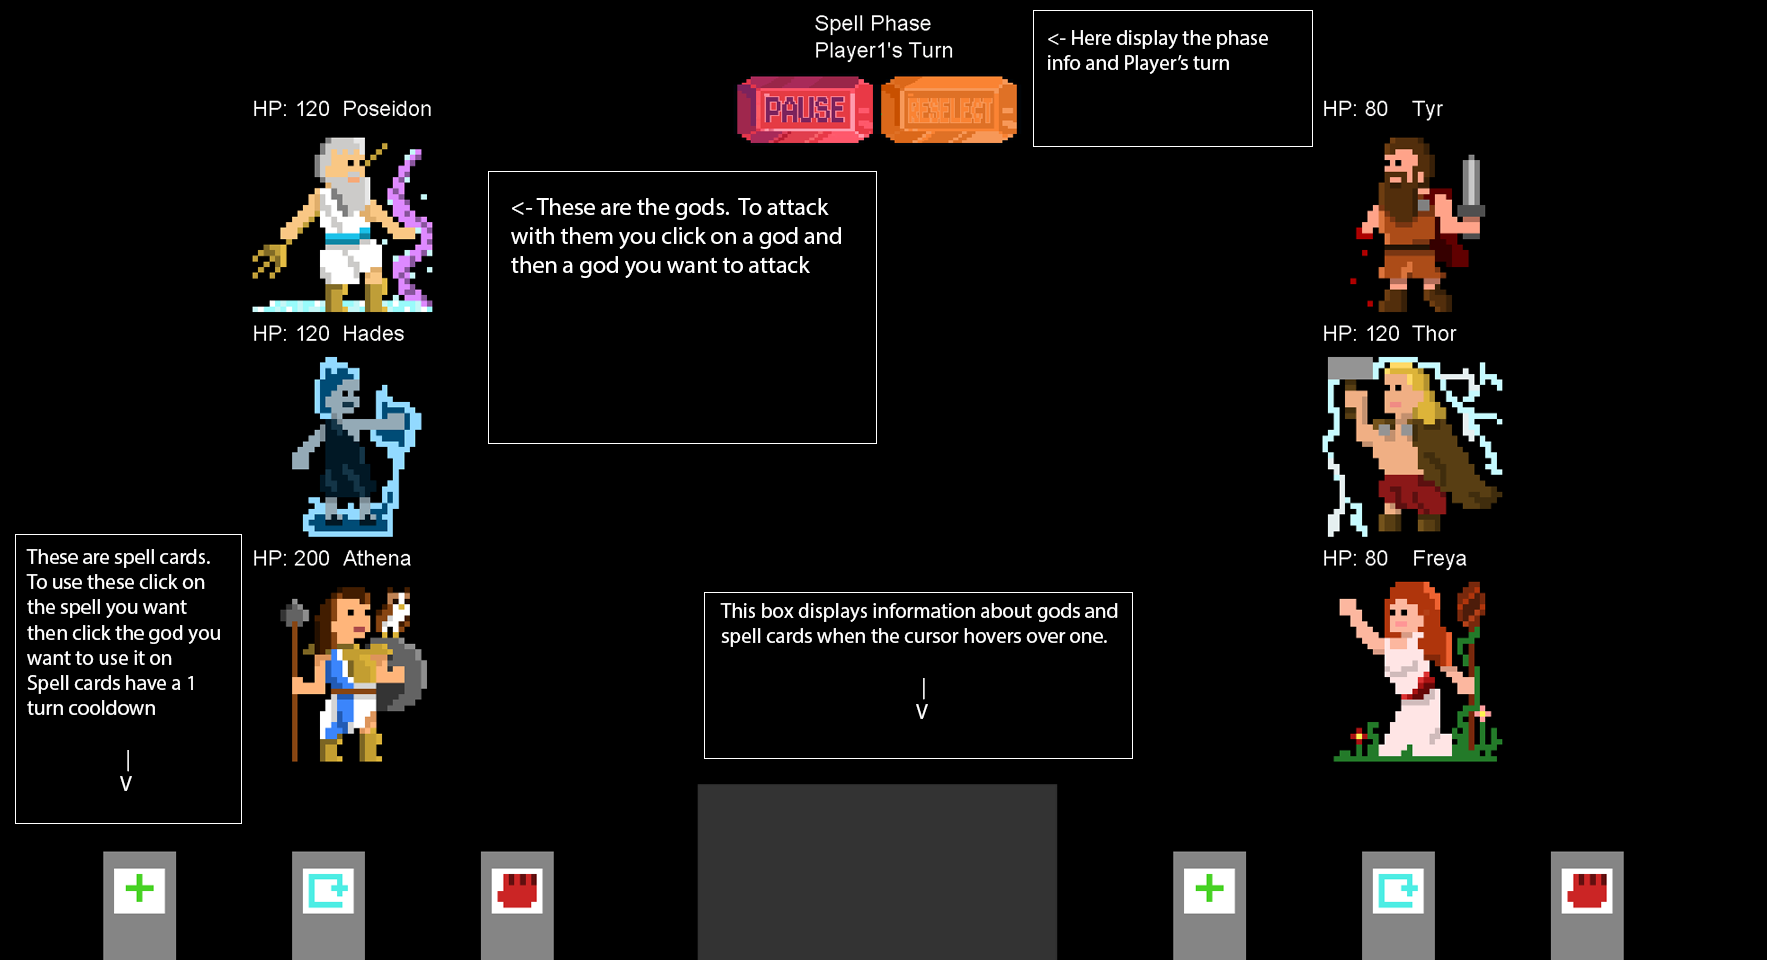 Spell Phase
Player1's Turn
<- Here display the phase
info and Player's turn
PAUSE
RESELECT
HP: 120 Poseidon
HP: 80 Tyr
<- These are the gods. To attack
with them you click on a god and
then a god you want to attack
HP: 120 Hades
HP: 120 Thor
HP: 200 Athena
HP: 80 Freya
These are spell cards.
To use these click on
the spell you want
then click the god you
want to use it on
Spell cards have a 1
turn cooldown
|
V
This box displays information about gods and
spell cards when the cursor hovers over one.
|
V